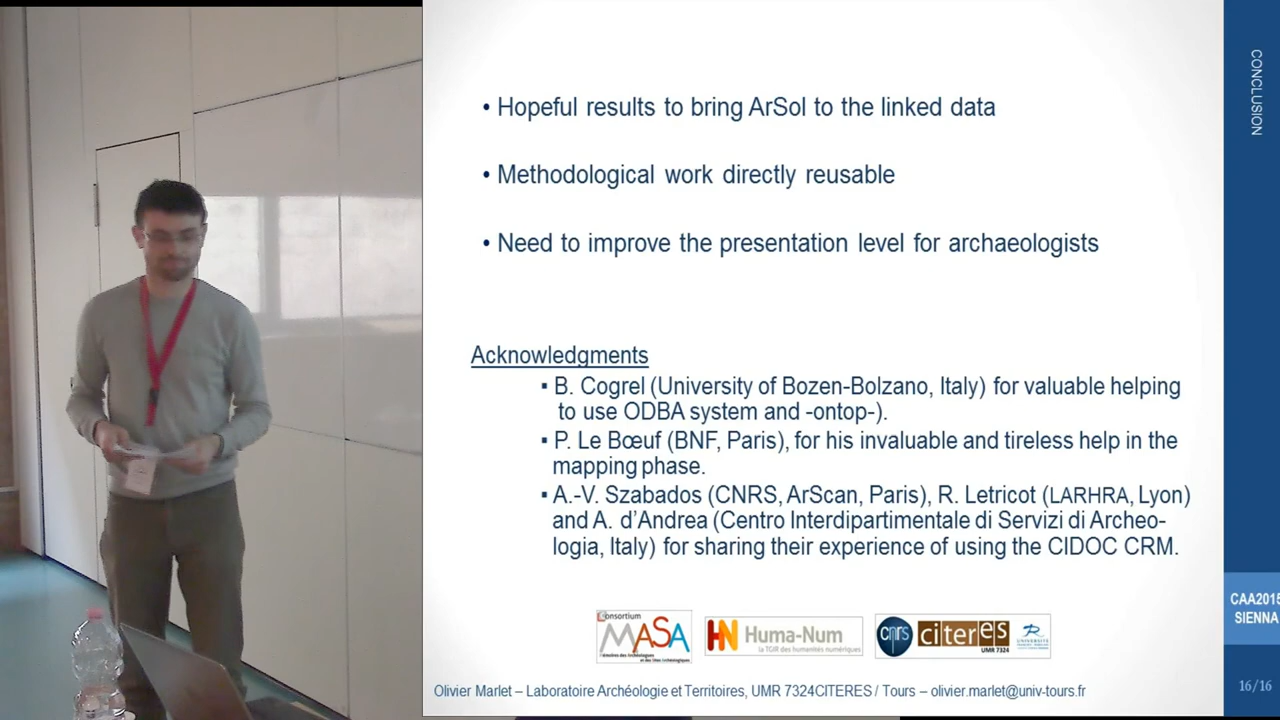 CONCLUSION
• Hopeful results to bring ArSol to the linked data
• Methodological work directly reusable
• Need to improve the presentation level for archaeologists
Acknowledgments
▪ B. Cogrel (University of Bozen-Bolzano, Italy) for valuable helping
to use ODBA system and -ontop-).
▪ P. Le Bœuf (BNF, Paris), for his invaluable and tireless help in the
mapping phase.
▪ A.-V. Szabados (CNRS, ArScan, Paris), R. Letricot (LARHRA, Lyon)
and A. d'Andrea (Centro Interdipartimentale di Servizi di Archeo-
logia, Italy) for sharing their experience of using the CIDOC CRM.
CAA2015
SIENNA
Consortium
MASA
Mémoires des Archéologues
et des Sites Archéologiques
HN Huma-Num
la TGIR des humanités numériques
cnrs
citeres
UMR 7324
UNIVERSITÉ
Olivier Marlet – Laboratoire Archéologie et Territoires, UMR 7324CITERES / Tours – olivier.marlet@univ-tours.fr
16/16